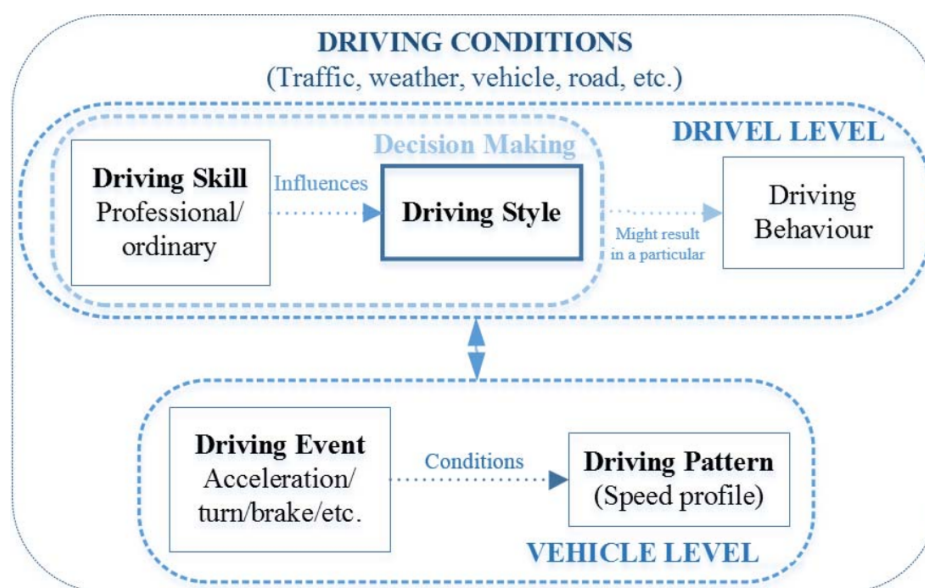 DRIVING CONDITIONS
(Traffic, weather, vehicle, road, etc.)
DRIVEL LEVEL
Decision Making
Driving Skill
Professional/
ordinary
Influences
Driving Style
Might result
in a particular
Driving
Behaviour
Driving Event
Acceleration/
turn/brake/etc.
Conditions
Driving Pattern
(Speed profile)
VEHICLE LEVEL